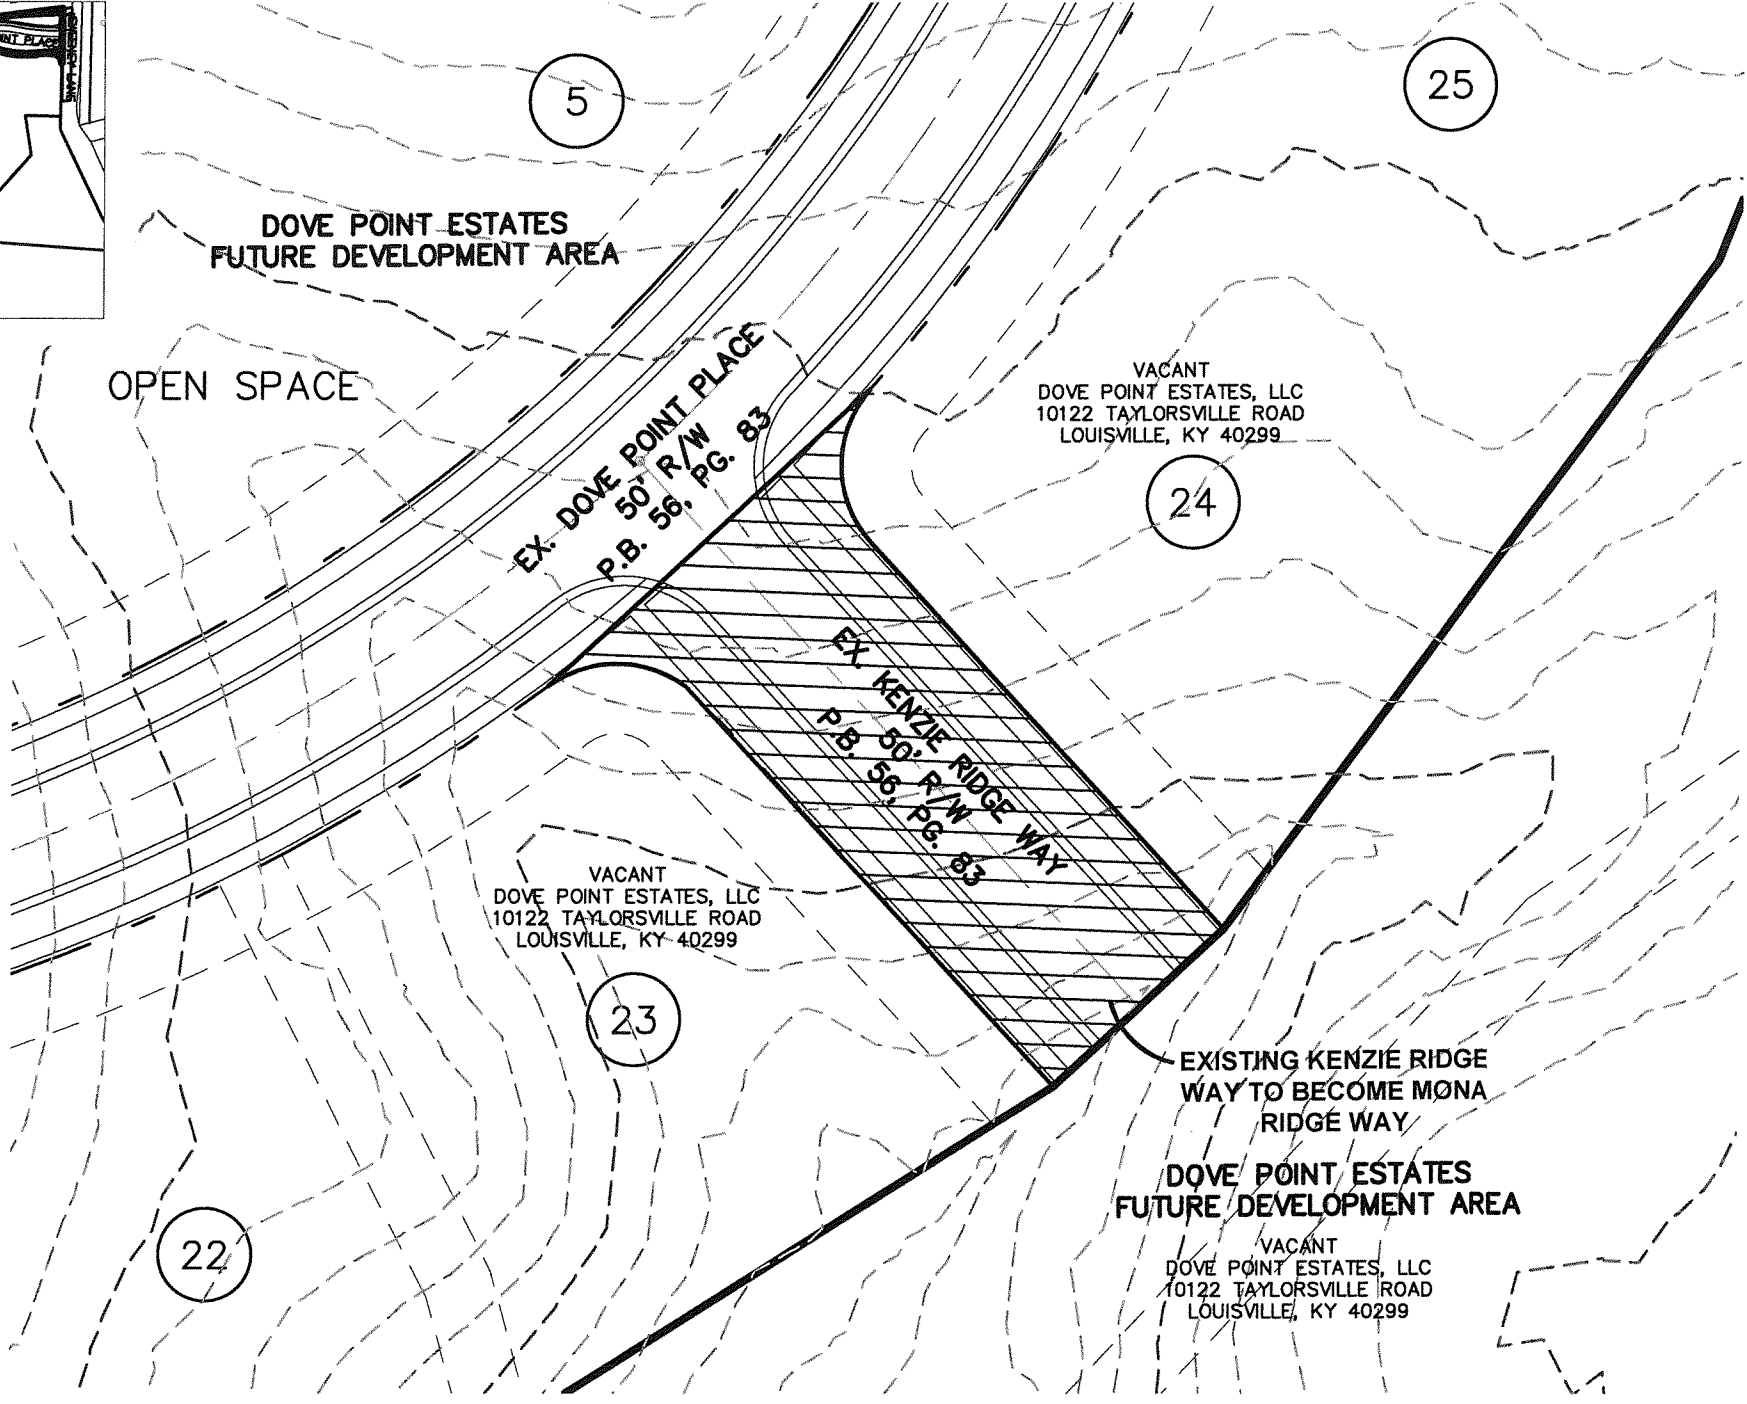 INT PLACE
5
25
DOVE POINT ESTATES
FUTURE DEVELOPMENT AREA
OPEN SPACE
EX. DOVE POINT PLACE
50' R/W
P.B. 56, PG. 83
VACANT
DOVE POINT ESTATES, LLC
10122 TAYLORSVILLE ROAD
LOUISVILLE, KY 40299
24
EX. KENZIE RIDGE WAY
50' R/W
P.B. 56, PG. 83
VACANT
DOVE POINT ESTATES, LLC
10122 TAYLORSVILLE ROAD
LOUISVILLE, KY 40299
23
EXISTING KENZIE RIDGE
WAY TO BECOME MONA
RIDGE WAY
DOVE POINT ESTATES
FUTURE DEVELOPMENT AREA
VACANT
DOVE POINT ESTATES, LLC
10122 TAYLORSVILLE ROAD
LOUISVILLE, KY 40299
22